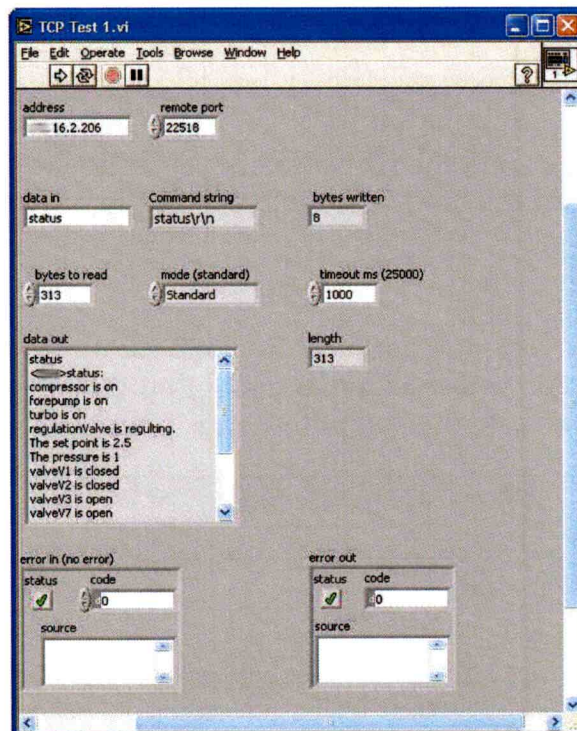 TCP Test 1.vi
File Edit Operate Tools Browse Window Help
1
address remote port
16.2.206 22518
data in Command string bytes written
status status\r\n 8
bytes to read mode (standard) timeout ms (25000)
313 Standard 1000
data out length
status 313
status:
compressor is on
forepump is on
turbo is on
regulationValve is regulting.
The set point is 2.5
The pressure is 1
valveV1 is closed
valveV2 is closed
valveV3 is open
valveV7 is open
error in (no error) error out
status code status code
0 0
source source